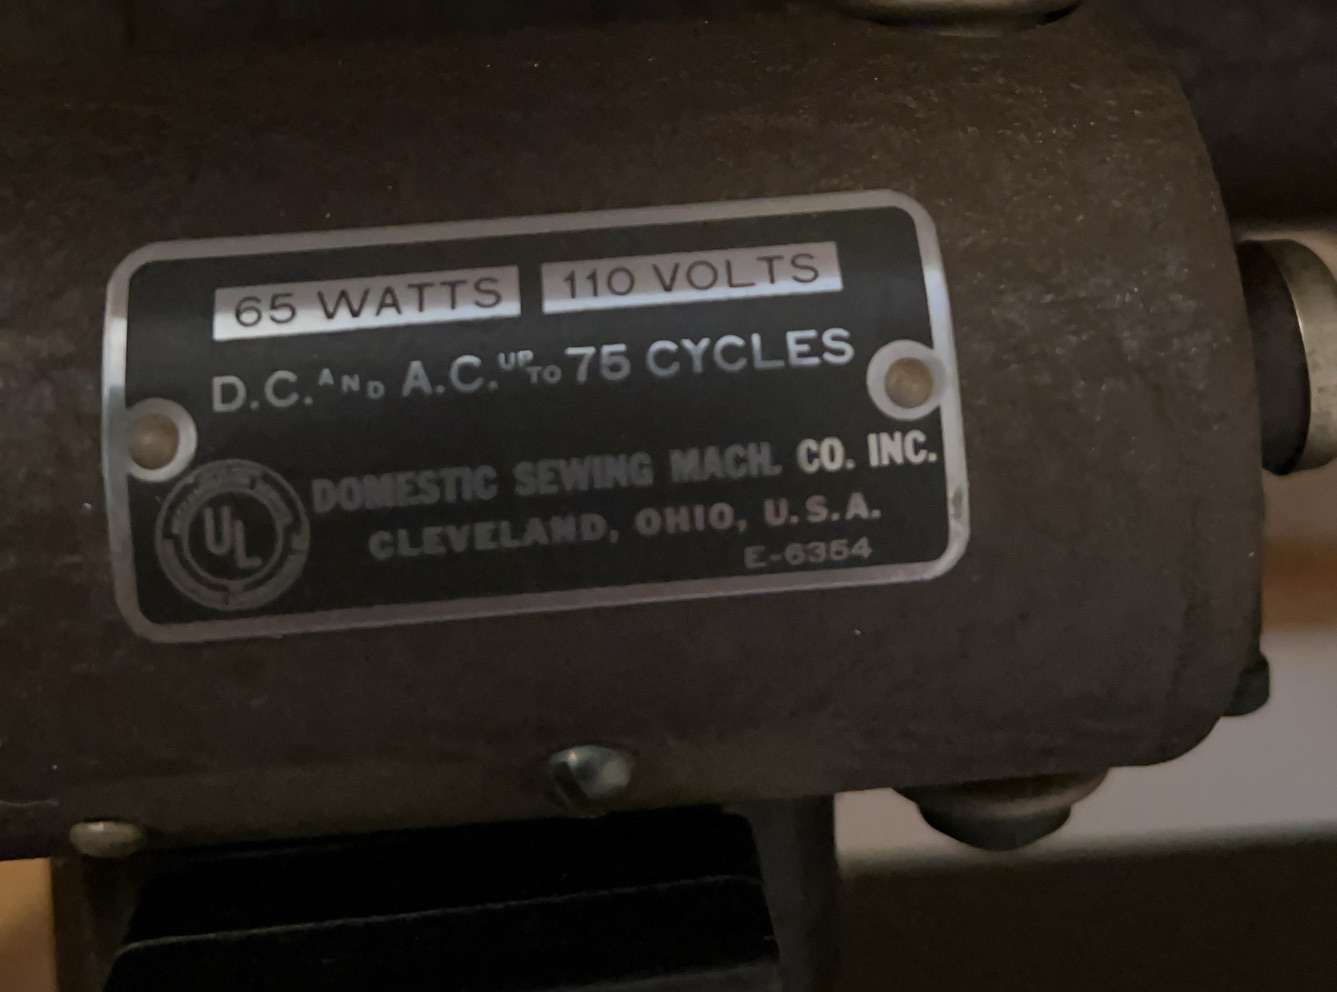 65 WATTS 110 VOLTS
D.C. AND A.C. UP TO 75 CYCLES
DOMESTIC SEWING MACH. CO. INC.
UL
CLEVELAND, OHIO, U.S.A.
E-6354